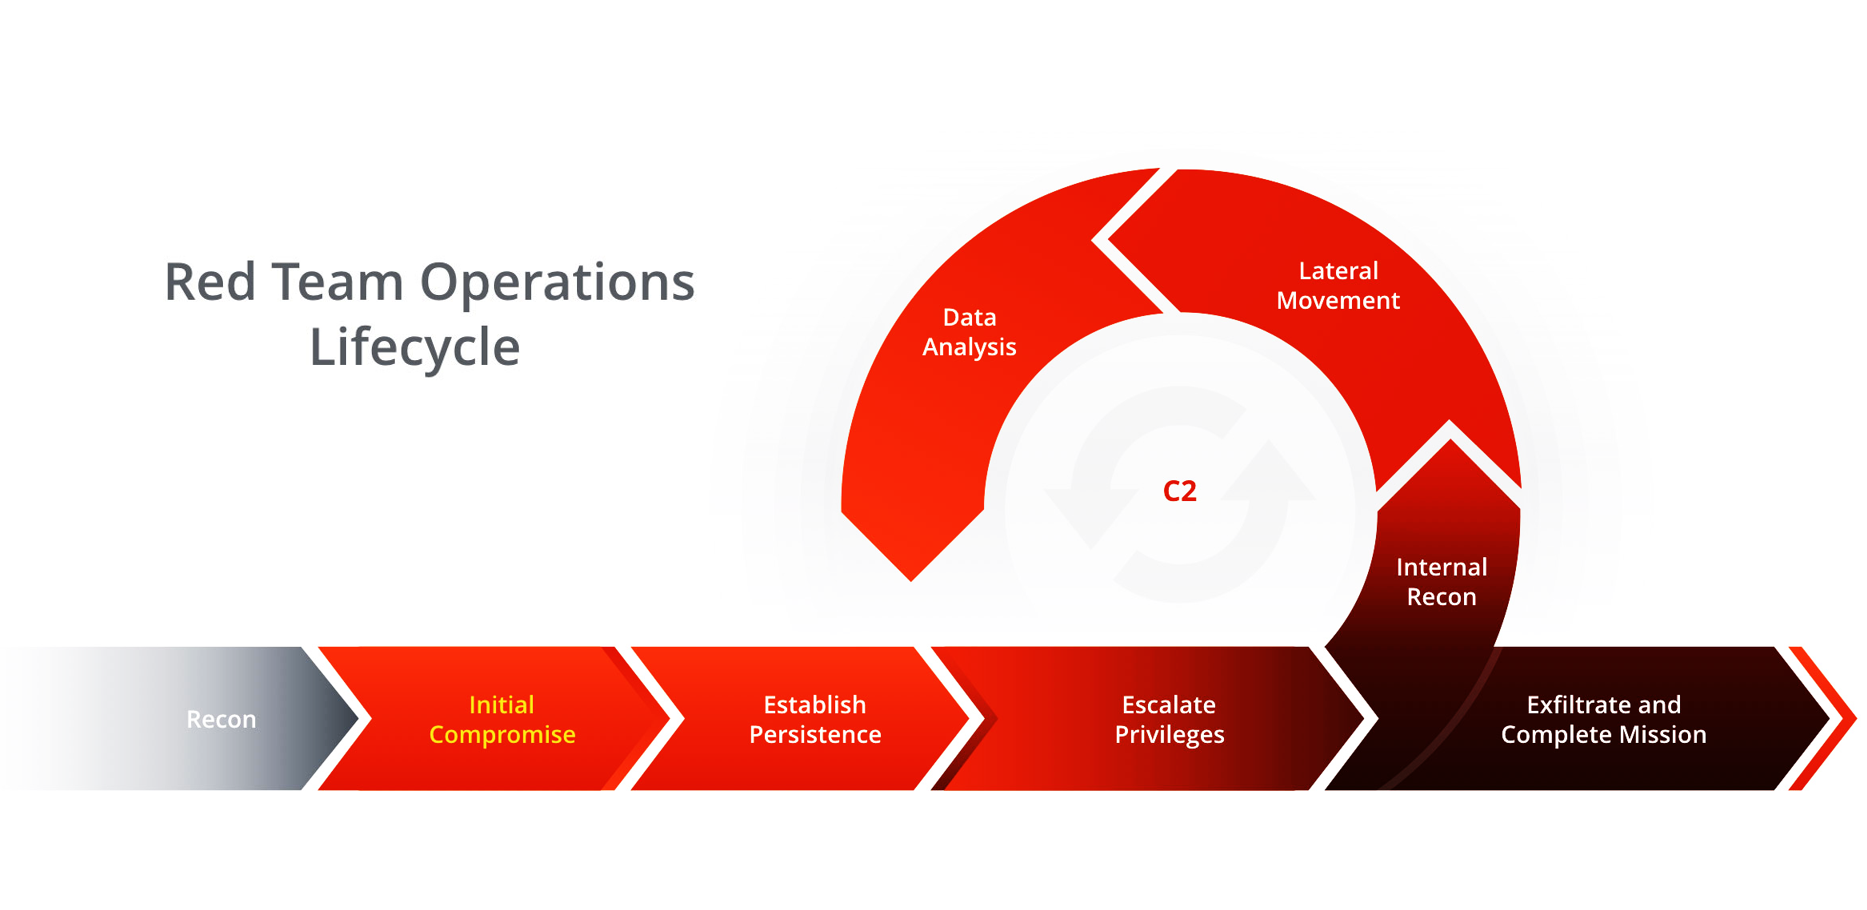 Red Team Operations
Lifecycle
Data
Analysis
Lateral
Movement
C2
Internal
Recon
Recon
Initial
Compromise
Establish
Persistence
Escalate
Privileges
Exfiltrate and
Complete Mission